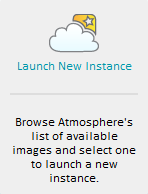 Launch New Instance
Browse Atmosphere's
list of available
images and select one
to launch a new
instance.